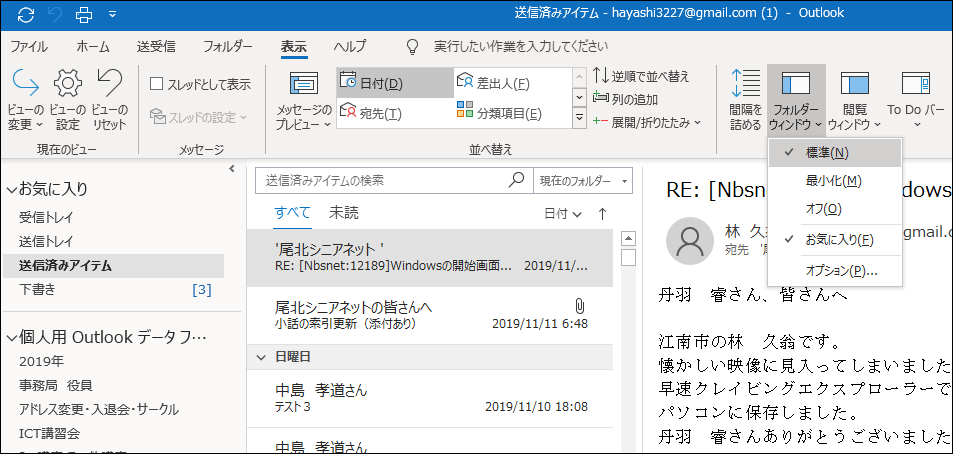 送信済みアイテム - hayashi3227@gmail.com (1) - Outlook
ファイル ホーム 送受信 フォルダー 表示 ヘルプ 実行したい作業を入力してください
ビューの変更 ビューの設定 ビューのリセット
現在のビュー
スレッドとして表示
スレッドの設定
メッセージ
メッセージのプレビュー
日付(D) 差出人(E)
宛先(T) 分類項目(E)
逆順で並べ替え
列の追加
展開/折りたたみ
並べ替え
間隔を詰める
フォルダーウィンドウ
閲覧ウィンドウ
To Do バー
標準(N)
最小化(M)
オフ(O)
お気に入り(F)
オプション(P)...
お気に入り
受信トレイ
送信トレイ
送信済みアイテム
下書き [3]
個人用 Outlook データ フ...
2019年
事務局 役員
アドレス変更・入退会・サークル
ICT講習会
送信済みアイテムの検索 現在のフォルダー
すべて 未読 日付
'尾北シニアネット '
RE: [Nbsnet:12189]Windowsの開始画面... 2019/11/...
尾北シニアネットの皆さんへ
小話の索引更新（添付あり） 2019/11/11 6:48
日曜日
中島 孝道さん
テスト３ 2019/11/10 18:08
中島 孝道さん
RE: [Nbsn Windows
林 久 gmail.c
宛先
丹羽　睿さん、皆さんへ
江南市の林　久翁です。
懐かしい映像に見入ってしまいました
早速クレイビングエクスプローラーで
パソコンに保存しました。
丹羽　睿さんありがとうございました